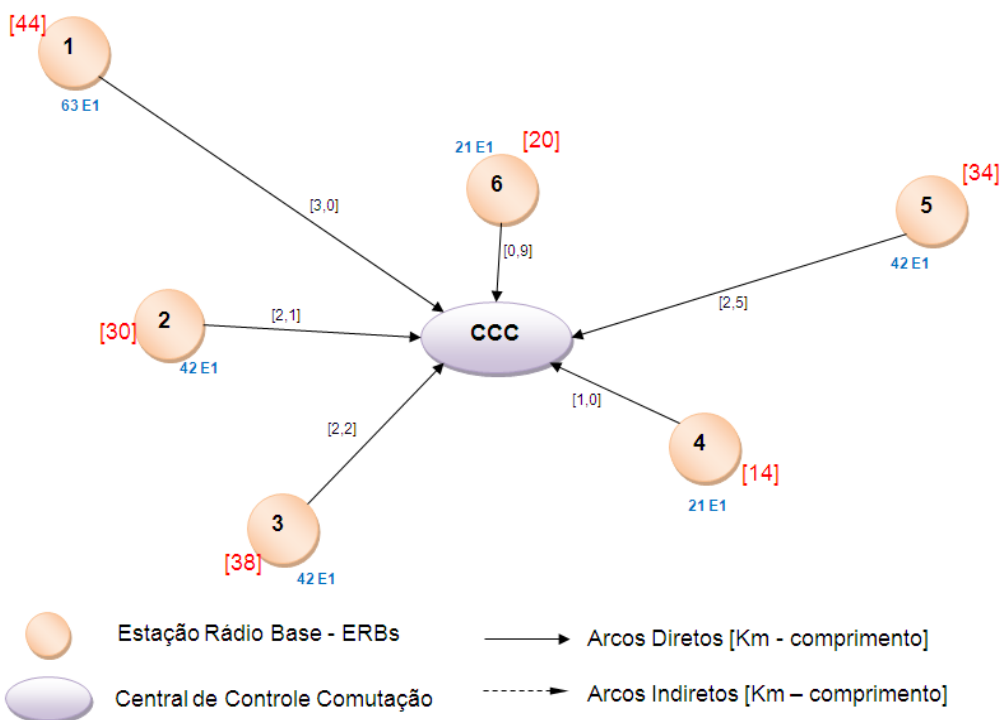 [44]
1
63 E1
21 E1
[20]
6
[34]
5
42 E1
[3,0]
[0,9]
[2,5]
2
[30]
42 E1
[2,1]
CCC
[1,0]
4
[14]
21 E1
[2,2]
3
[38]
42 E1
Estação Rádio Base - ERBs
Arcos Diretos [Km - comprimento]
Central de Controle Comutação
Arcos Indiretos [Km – comprimento]